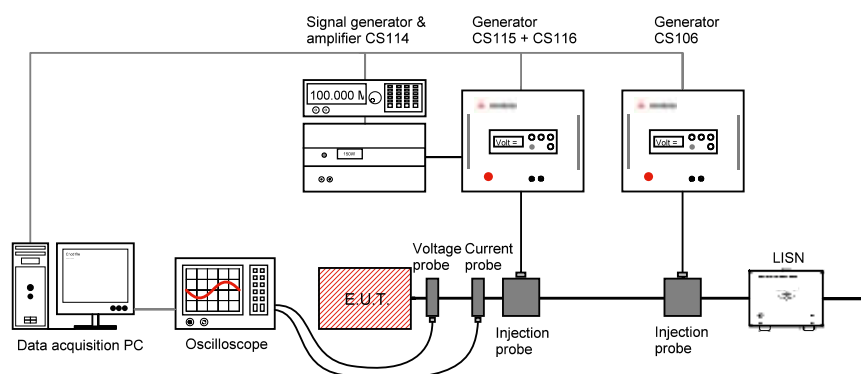 Signal generator &
amplifier CS114
Generator
CS115 + CS116
Generator
CS106
100.000 M
150W
Volt =
Volt =
Voltage
probe
Current
probe
LISN
E.U.T.
Injection
probe
Injection
probe
Data acquisition PC
Oscilloscope